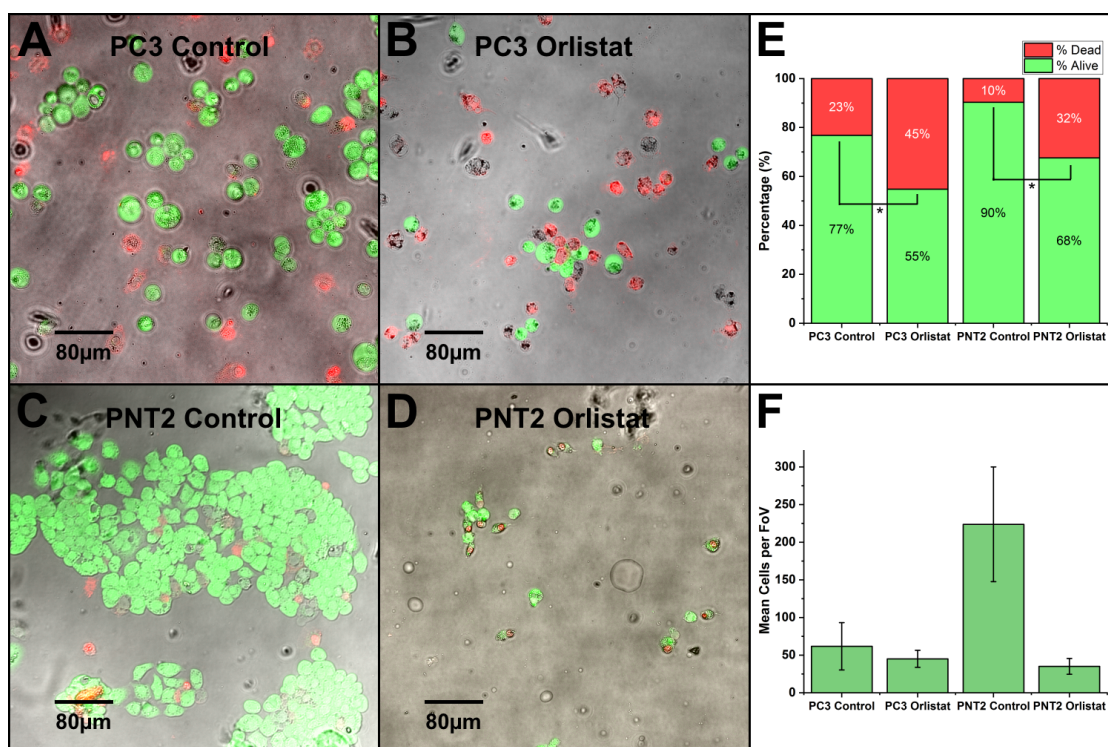 A
PC3 Control
80µm
B
PC3 Orlistat
80µm
C
PNT2 Control
80µm
D
PNT2 Orlistat
80µm
E
% Dead
% Alive
Percentage (%)
100
80
60
40
20
0
23%
45%
10%
32%
*
*
77%
55%
90%
68%
PC3 Control
PC3 Orlistat
PNT2 Control
PNT2 Orlistat
F
Mean Cells per FoV
300
250
200
150
100
50
0
PC3 Control
PC3 Orlistat
PNT2 Control
PNT2 Orlistat